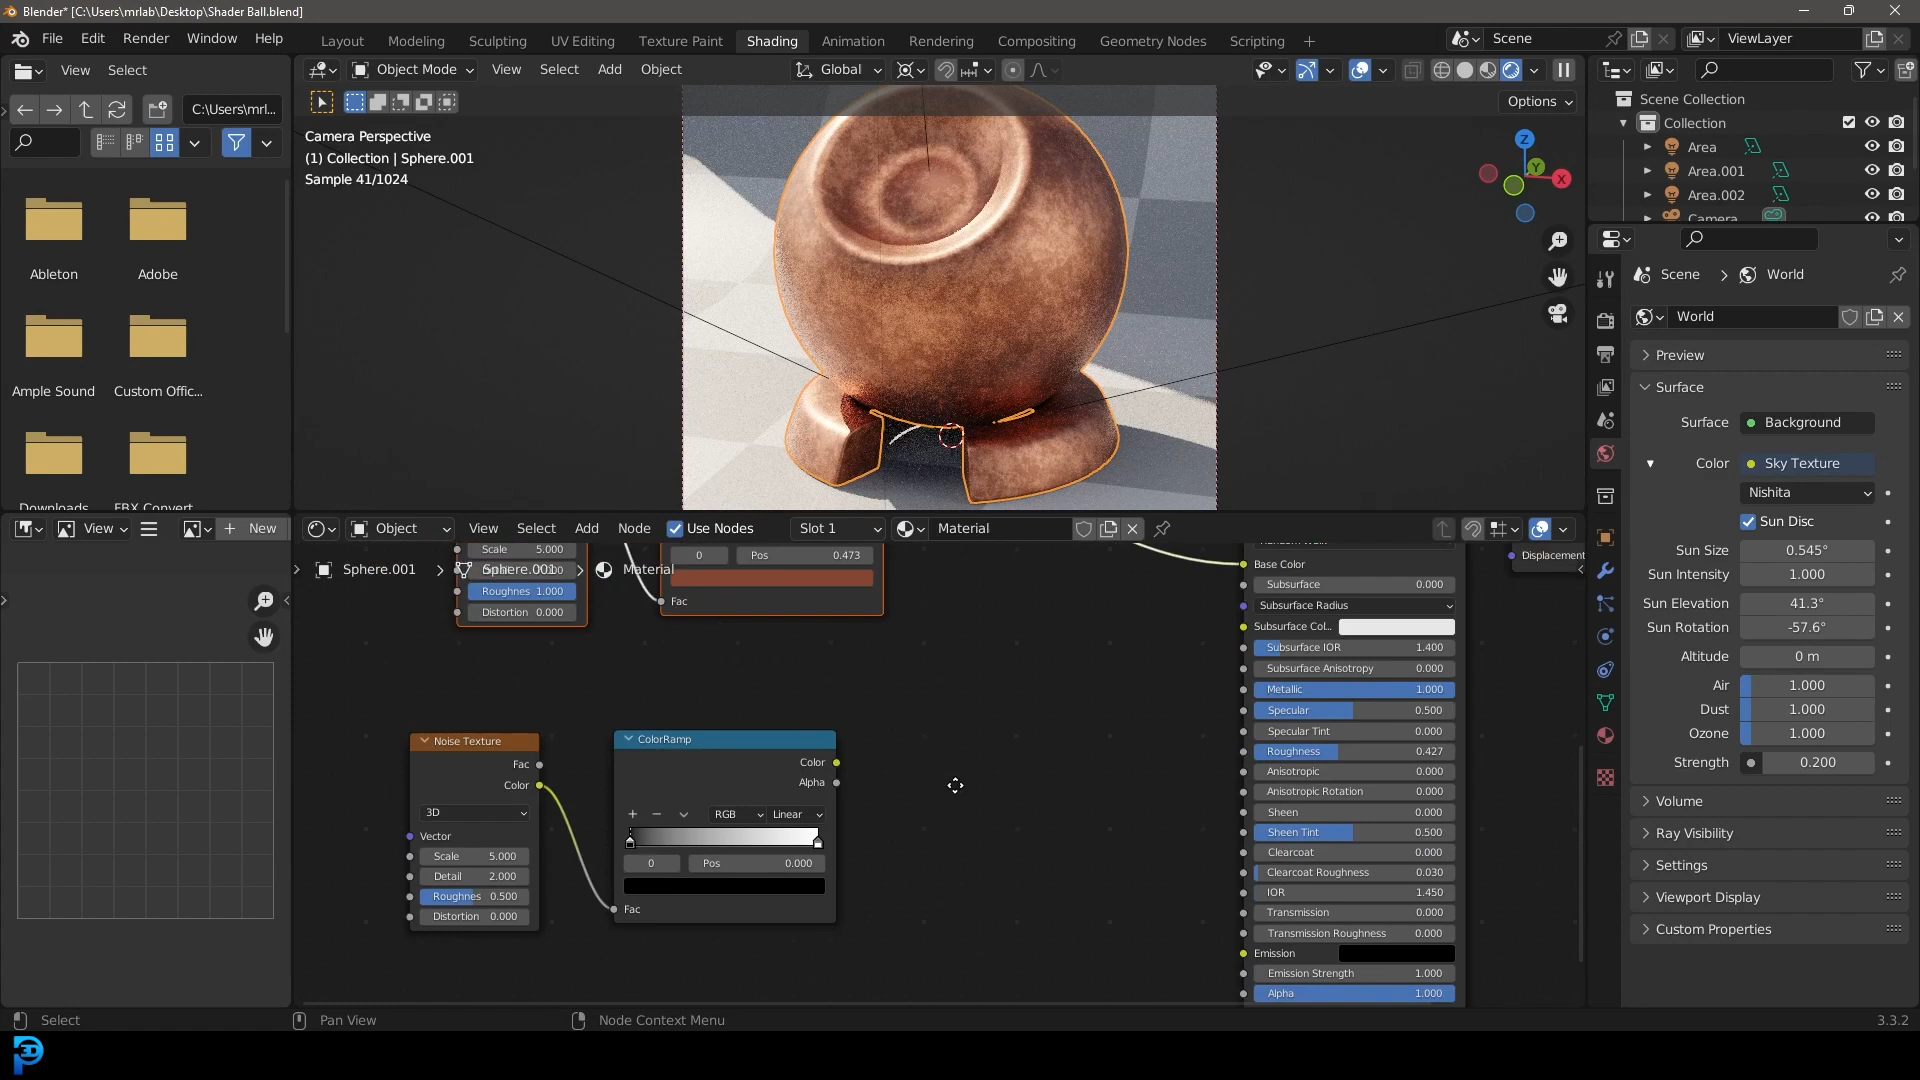 Blender* [C:\Users\mrlab\Desktop\Shader Ball.blend]
File Edit Render Window Help
Layout Modeling Sculpting UV Editing Texture Paint Shading Animation Rendering Compositing Geometry Nodes Scripting +
Scene
ViewLayer
View Select
Object Mode View Select Add Object
Global
C:\Users\mrl...
Options
Camera Perspective
(1) Collection | Sphere.001
Sample 41/1024
Z
Y
X
Ableton Adobe
Ample Sound Custom Offic...
Downloads FBX Convert
Scene Collection
Collection
Area
Area.001
Area.002
Camera
Scene > World
World
Preview
Surface
Surface Background
Color Sky Texture
Nishita
Sun Disc
Sun Size 0.545°
Sun Intensity 1.000
Sun Elevation 41.3°
Sun Rotation -57.6°
Altitude 0 m
Air 1.000
Dust 1.000
Ozone 1.000
Strength 0.200
Volume
Ray Visibility
Settings
Viewport Display
Custom Properties
View
+ New
Object View Select Add Node Use Nodes Slot 1 Material
Sphere.001 > Sphere.001 > Material
Scale 5.000
Roughnes 1.000
Distortion 0.000
0 Pos 0.473
Fac
Noise Texture
Fac
Color
3D
Vector
Scale 5.000
Detail 2.000
Roughnes 0.500
Distortion 0.000
ColorRamp
Color
Alpha
+ − RGB Linear
0 Pos 0.000
Fac
Base Color
Subsurface 0.000
Subsurface Radius
Subsurface Col...
Subsurface IOR 1.400
Subsurface Anisotropy 0.000
Metallic 1.000
Specular 0.500
Specular Tint 0.000
Roughness 0.427
Anisotropic 0.000
Anisotropic Rotation 0.000
Sheen 0.000
Sheen Tint 0.500
Clearcoat 0.000
Clearcoat Roughness 0.030
IOR 1.450
Transmission 0.000
Transmission Roughness 0.000
Emission
Emission Strength 1.000
Alpha 1.000
Displacement
Select
Pan View
Node Context Menu
3.3.2